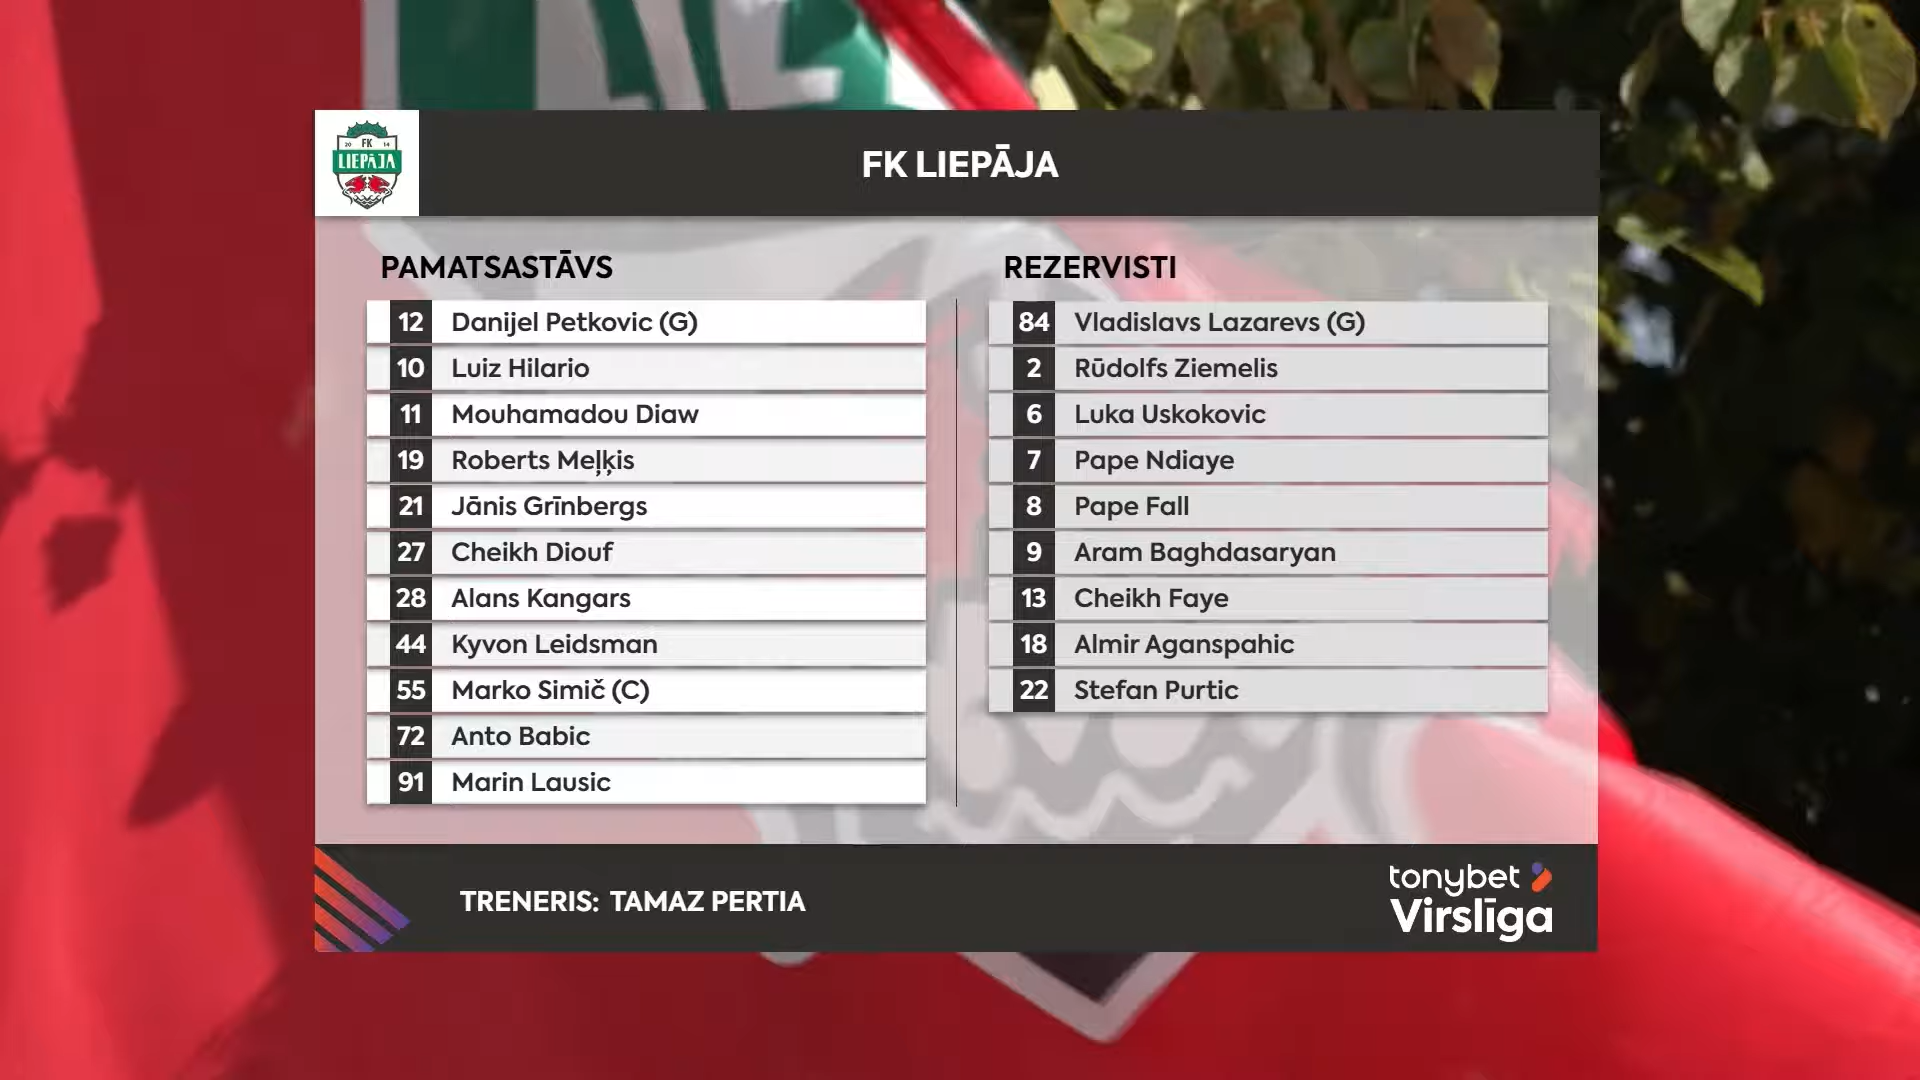 FK LIEPĀJA
20 FK 14
LIEPĀJA
PAMATSASTĀVS
12 Danijel Petkovic (G)
10 Luiz Hilario
11 Mouhamadou Diaw
19 Roberts Meļķis
21 Jānis Grīnbergs
27 Cheikh Diouf
28 Alans Kangars
44 Kyvon Leidsman
55 Marko Simič (C)
72 Anto Babic
91 Marin Lausic
REZERVISTI
84 Vladislavs Lazarevs (G)
2 Rūdolfs Ziemelis
6 Luka Uskokovic
7 Pape Ndiaye
8 Pape Fall
9 Aram Baghdasaryan
13 Cheikh Faye
18 Almir Aganspahic
22 Stefan Purtic
TRENERIS: TAMAZ PERTIA
tonybet
Virslīga